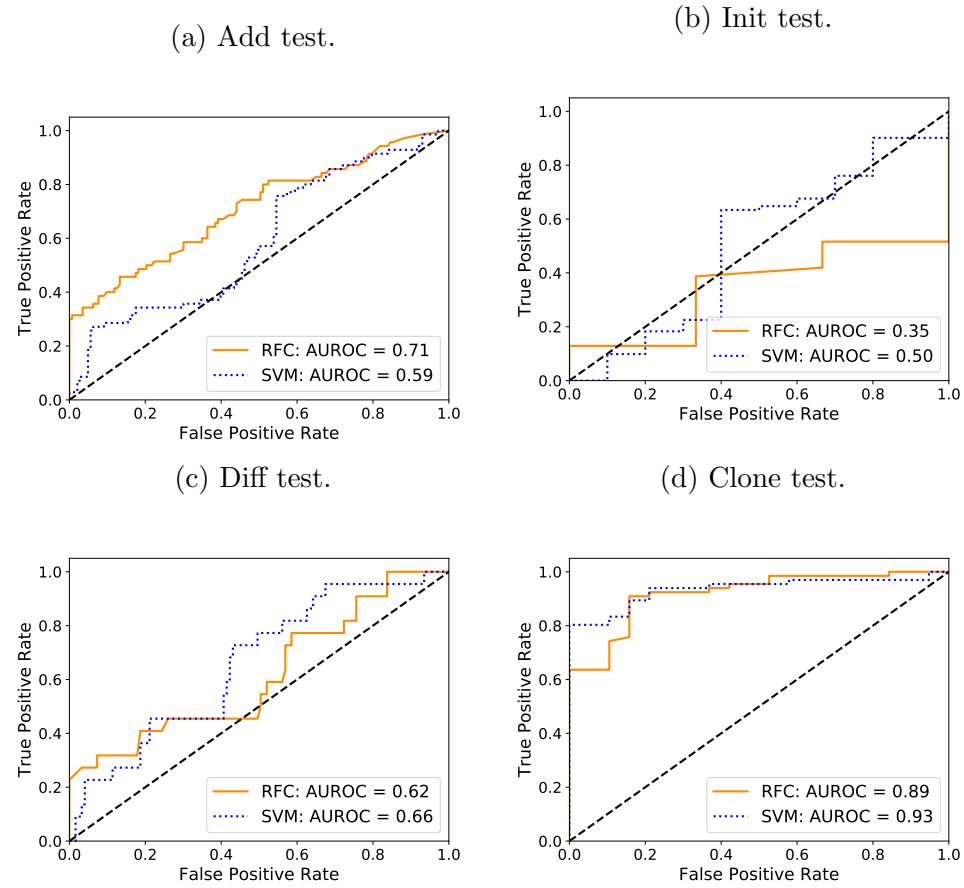 (a) Add test.
(b) Init test.
True Positive Rate
1.0
0.8
0.6
0.4
0.2
0.0
0.0 0.2 0.4 0.6 0.8 1.0
False Positive Rate
RFC: AUROC = 0.71
SVM: AUROC = 0.59
True Positive Rate
1.0
0.8
0.6
0.4
0.2
0.0
0.0 0.2 0.4 0.6 0.8 1.0
False Positive Rate
RFC: AUROC = 0.35
SVM: AUROC = 0.50
(c) Diff test.
(d) Clone test.
True Positive Rate
1.0
0.8
0.6
0.4
0.2
0.0
0.0 0.2 0.4 0.6 0.8 1.0
False Positive Rate
RFC: AUROC = 0.62
SVM: AUROC = 0.66
True Positive Rate
1.0
0.8
0.6
0.4
0.2
0.0
0.0 0.2 0.4 0.6 0.8 1.0
False Positive Rate
RFC: AUROC = 0.89
SVM: AUROC = 0.93